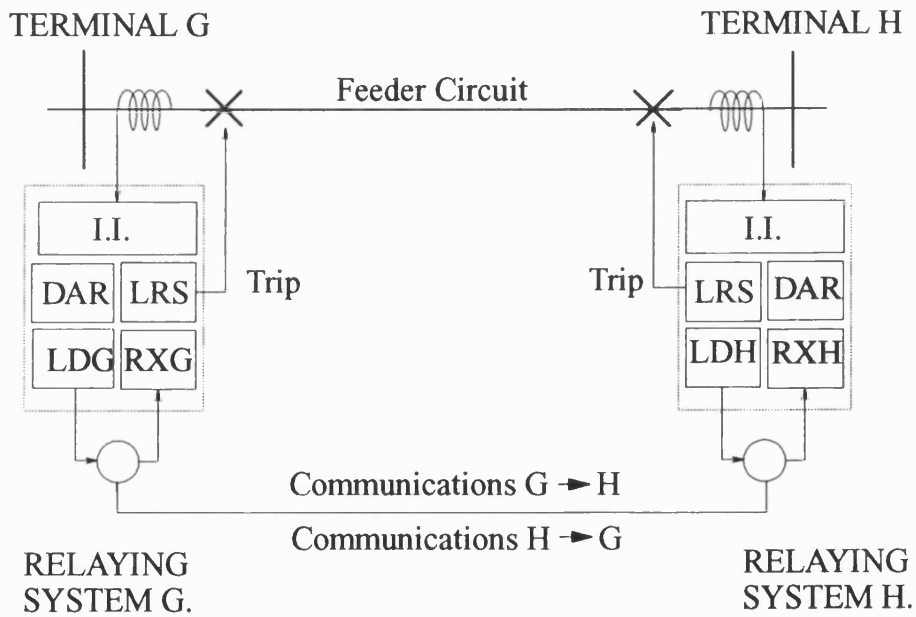 TERMINAL G
TERMINAL H
Feeder Circuit
I.I.
I.I.
DAR
LRS
Trip
Trip
LRS
DAR
LDG
RXG
LDH
RXH
Communications G → H
Communications H → G
RELAYING
SYSTEM G.
RELAYING
SYSTEM H.